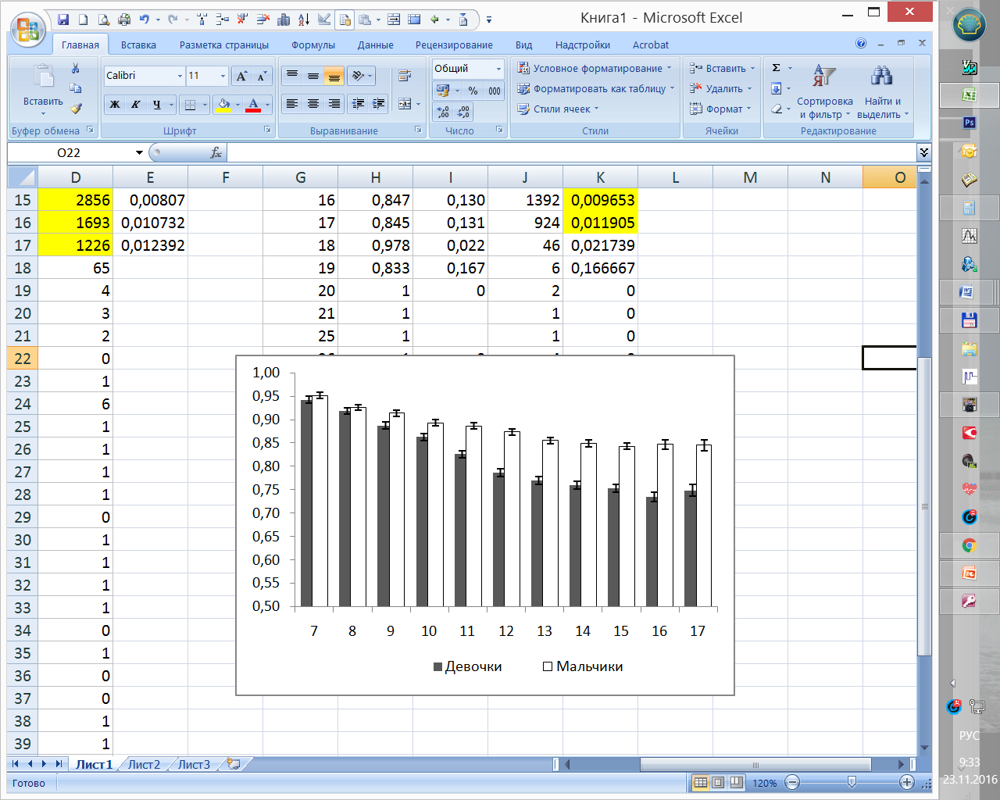 Книга1 - Microsoft Excel
Главная Вставка Разметка страницы Формулы Данные Рецензирование Вид Надстройки Acrobat
Вставить
Буфер обмена
Calibri 11
Ж К Ч
Шрифт
Выравнивание
Общий
% 000
Число
Условное форматирование
Форматировать как таблицу
Стили ячеек
Стили
Вставить
Удалить
Формат
Ячейки
Σ
Сортировка и фильтр
Найти и выделить
Редактирование
O22 fx
D E F G H I J K L M N O
15 2856 0,00807 16 0,847 0,130 1392 0,009653
16 1693 0,010732 17 0,845 0,131 924 0,011905
17 1226 0,012392 18 0,978 0,022 46 0,021739
18 65 19 0,833 0,167 6 0,166667
19 4 20 1 0 2 0
20 3 21 1 1 0
21 2 25 1 1 0
22 0
23 1
24 6
25 1
26 1
27 1
28 1
29 0
30 1
31 1
32 1
33 1
34 0
35 1
36 0
37 0
38 1
39 1
1,00
0,95
0,90
0,85
0,80
0,75
0,70
0,65
0,60
0,55
0,50
7 8 9 10 11 12 13 14 15 16 17
Девочки Мальчики
Лист1 Лист2 Лист3
Готово
120%
РУС
9:33
23.11.2016